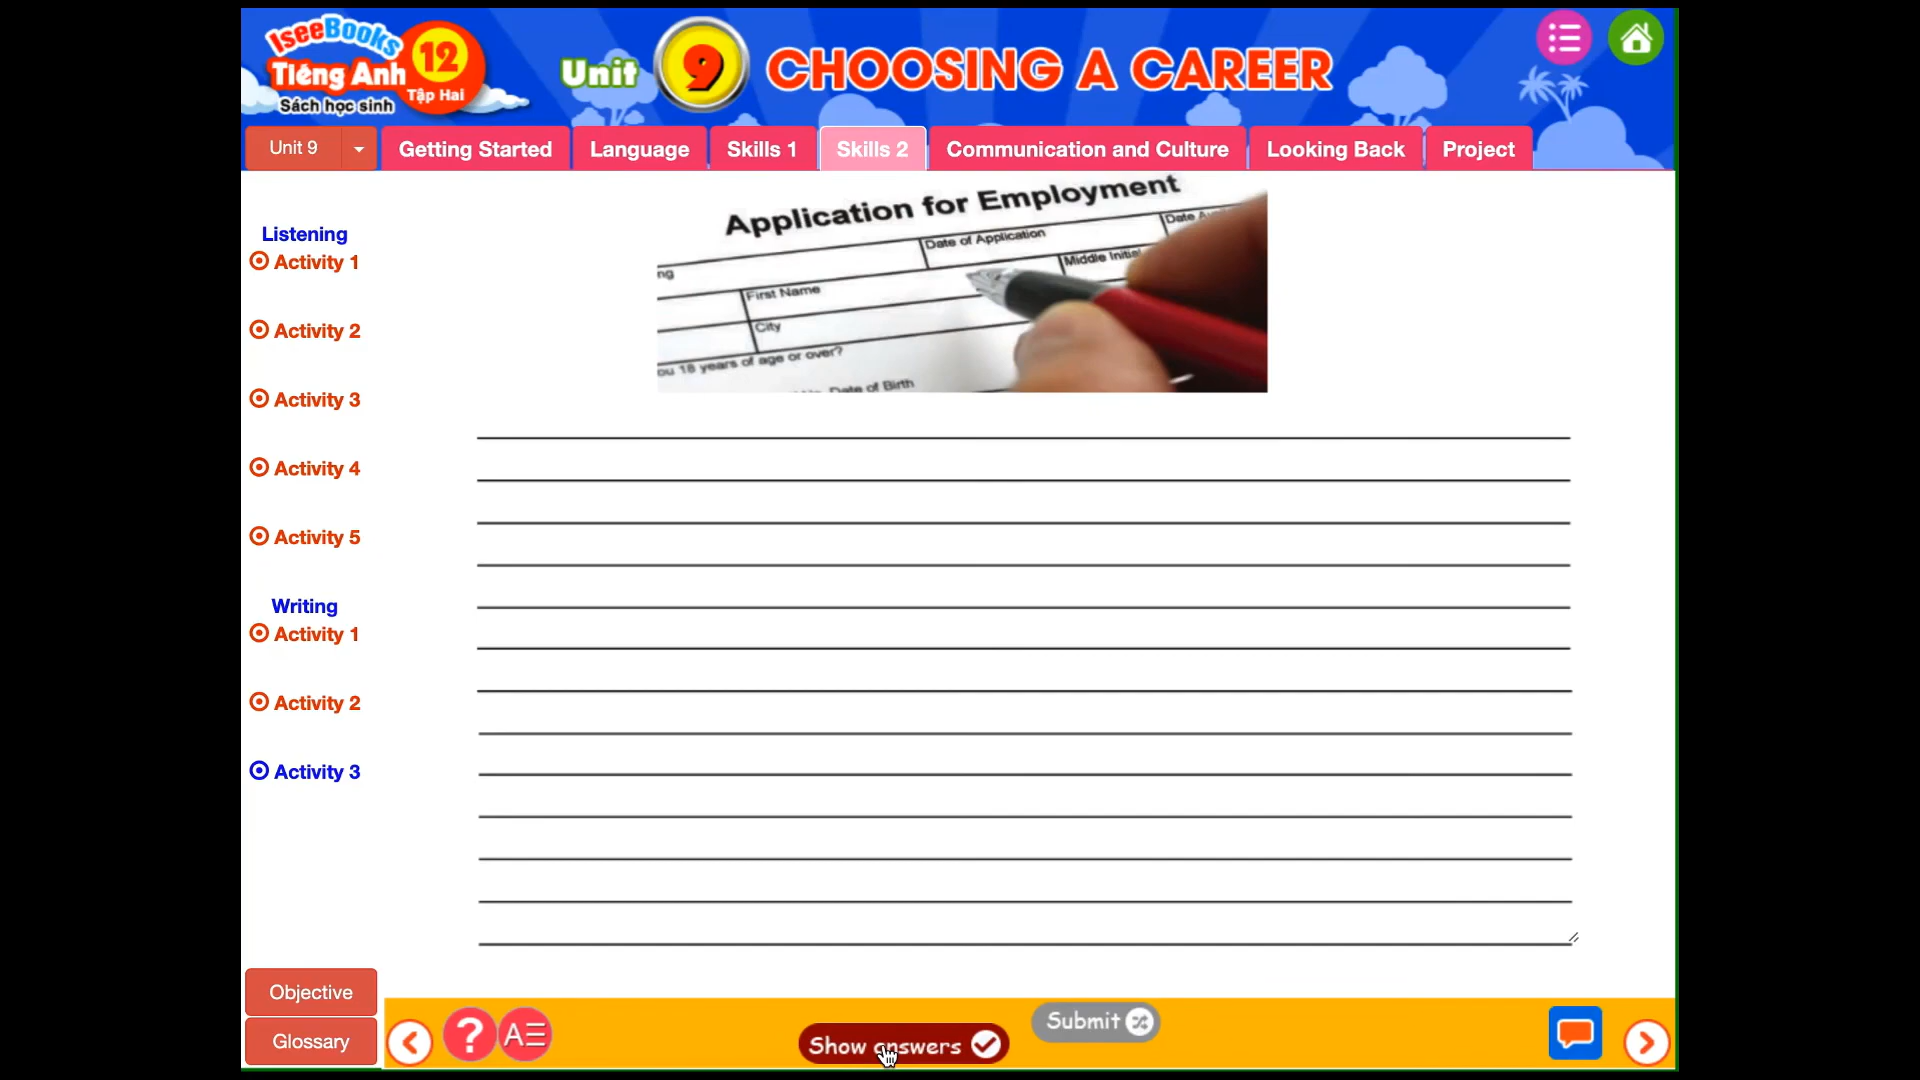 IseeBooks
Tiếng Anh 12
Tập Hai
Sách học sinh
Unit 9 CHOOSING A CAREER
Unit 9
Getting Started
Language
Skills 1
Skills 2
Communication and Culture
Looking Back
Project
Listening
Activity 1
Activity 2
Activity 3
Activity 4
Activity 5
Writing
Activity 1
Activity 2
Activity 3
Objective
Glossary
Application for Employment
Date of Application
Middle Initial
First Name
City
ou 18 years of age or over?
Date of Birth
? A
Show answers
Submit